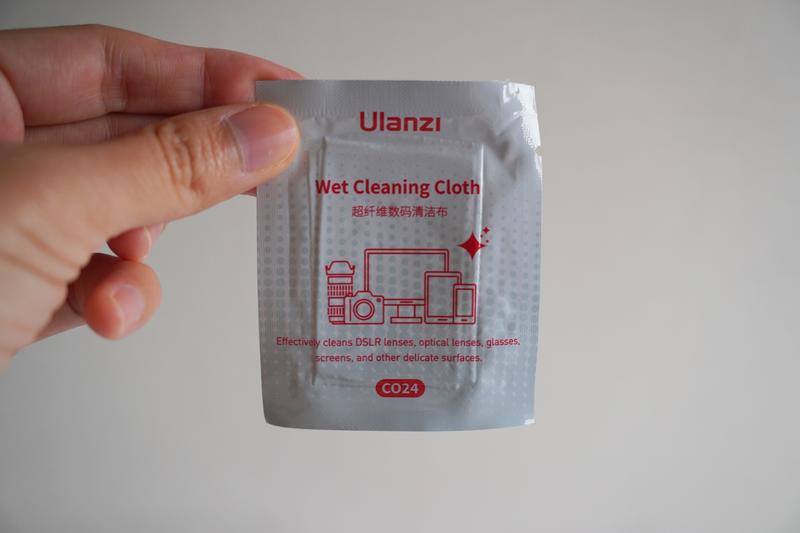 Ulanzi
Wet Cleaning Cloth
超纤维数码清洁布
Effectively cleans DSLR lenses, optical lenses, glasses,
screens, and other delicate surfaces.
CO24